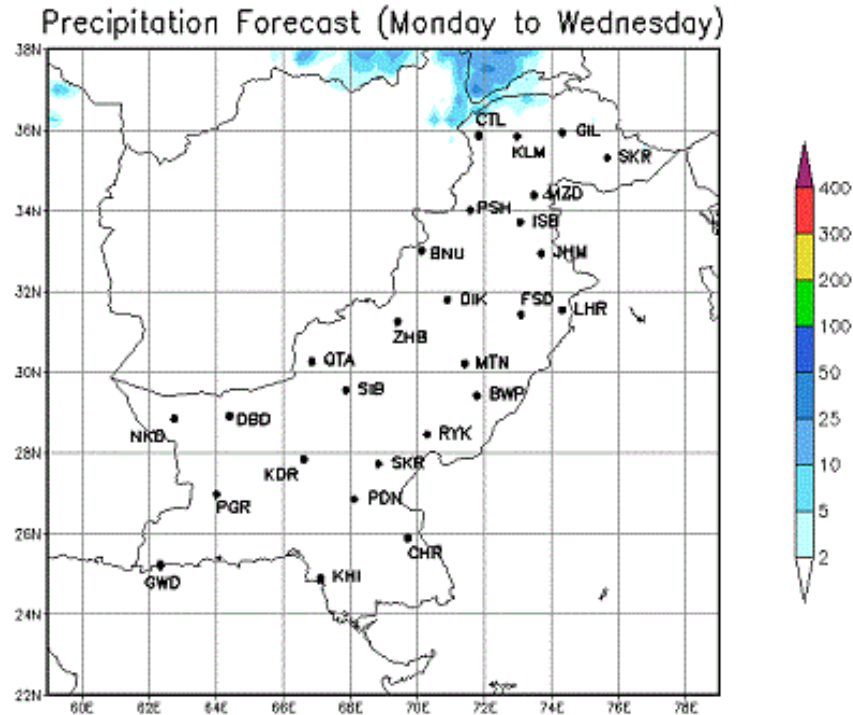 Precipitation Forecast (Monday to Wednesday)
38N
36N
34N
32N
30N
28N
26N
24N
22N
60E 62E 64E 66E 68E 70E 72E 74E 76E 78E
CTL
GIL
KLM
SKR
MZD
PSH
ISB
BNU
JHM
DIK
FSD
LHR
ZHB
QTA
MTN
SIB
BWP
DBD
NKD
RYK
KDR
SKR
PGR
PDN
CHR
GWD
KHI
400
300
200
100
50
25
10
5
2